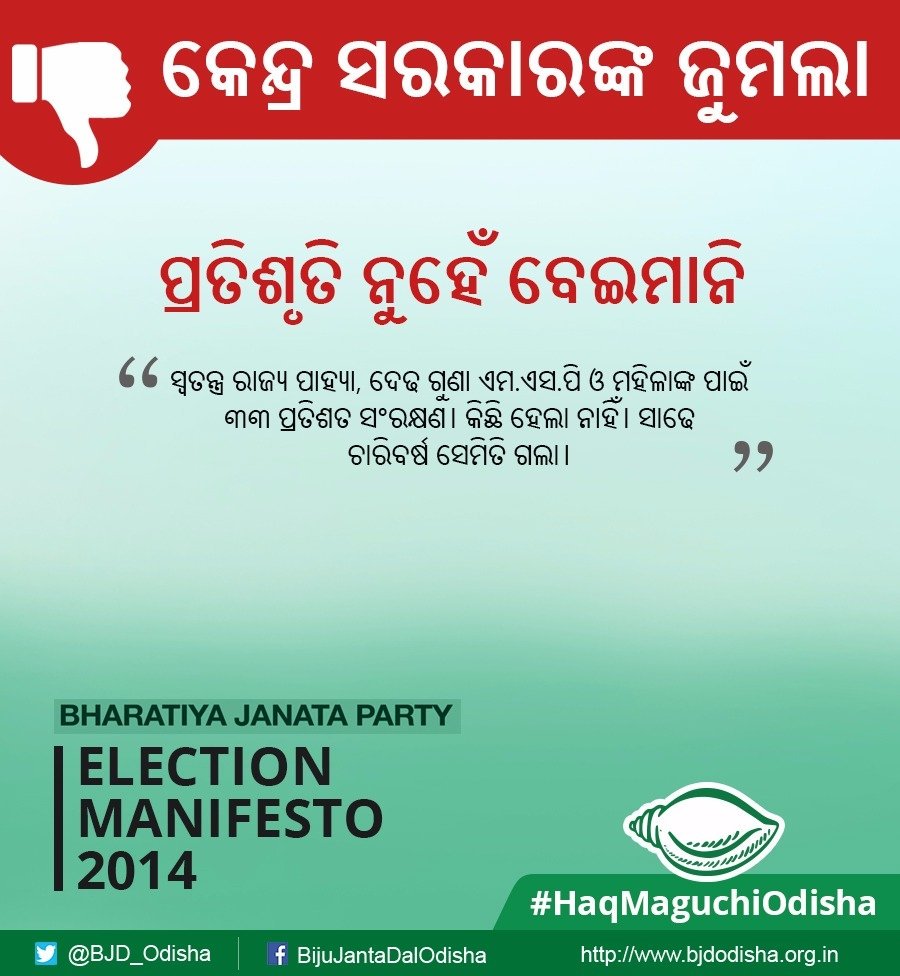 କେନ୍ଦ୍ର ସରକାରଙ୍କ ଜୁମଲା
ପ୍ରତିଶୃତି ନୁହେଁ ବେଇମାନି
“ ସ୍ୱତନ୍ତ୍ର ରାଜ୍ୟ ପାହ୍ୟା, ଦେଢ ଗୁଣା ଏମ.ଏସ.ପି ଓ ମହିଳାଙ୍କ ପାଇଁ
୩୩ ପ୍ରତିଶତ ସଂରକ୍ଷଣ। କିଛି ହେଲା ନାହିଁ। ସାଢେ
ଚାରିବର୍ଷ ସେମିତି ଗଲା। ”
BHARATIYA JANATA PARTY
ELECTION
MANIFESTO
2014
#HaqMaguchiOdisha
@BJD_Odisha
BijuJantaDalOdisha
http://www.bjdodisha.org.in